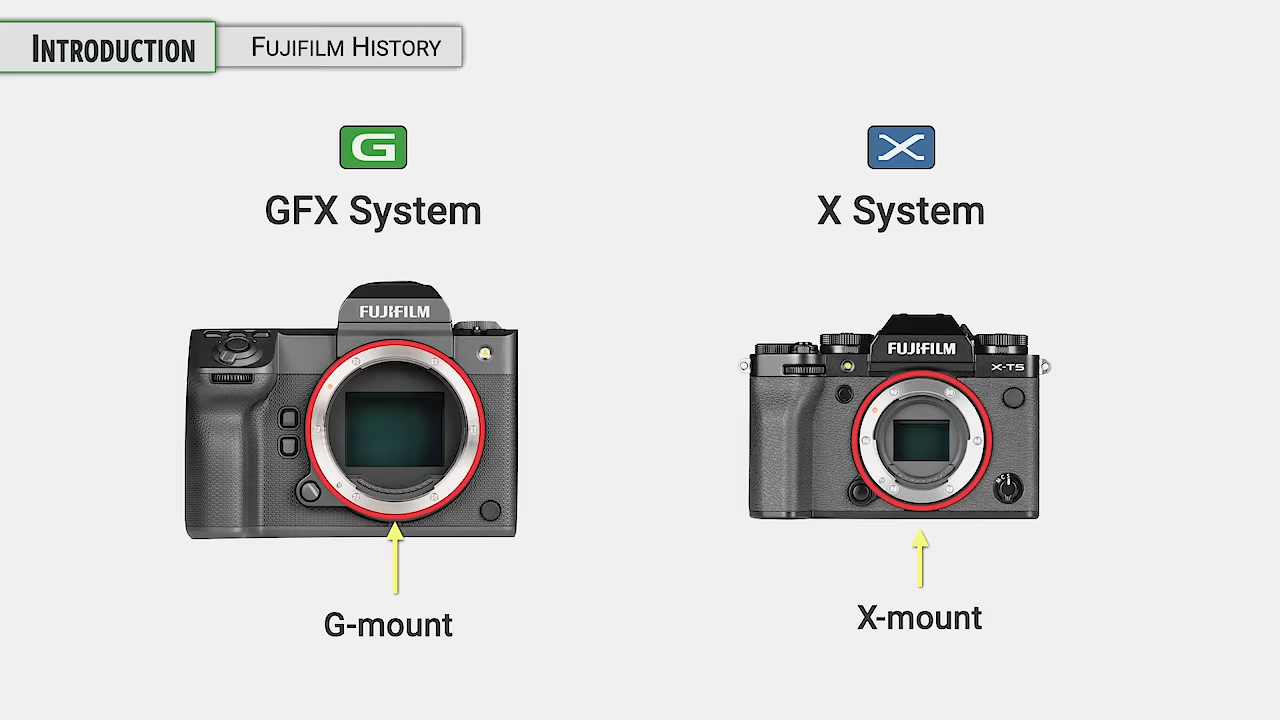 INTRODUCTION
FUJIFILM HISTORY
G
X
GFX System
X System
FUJIFILM
FUJIFILM
X-T5
G-mount
X-mount